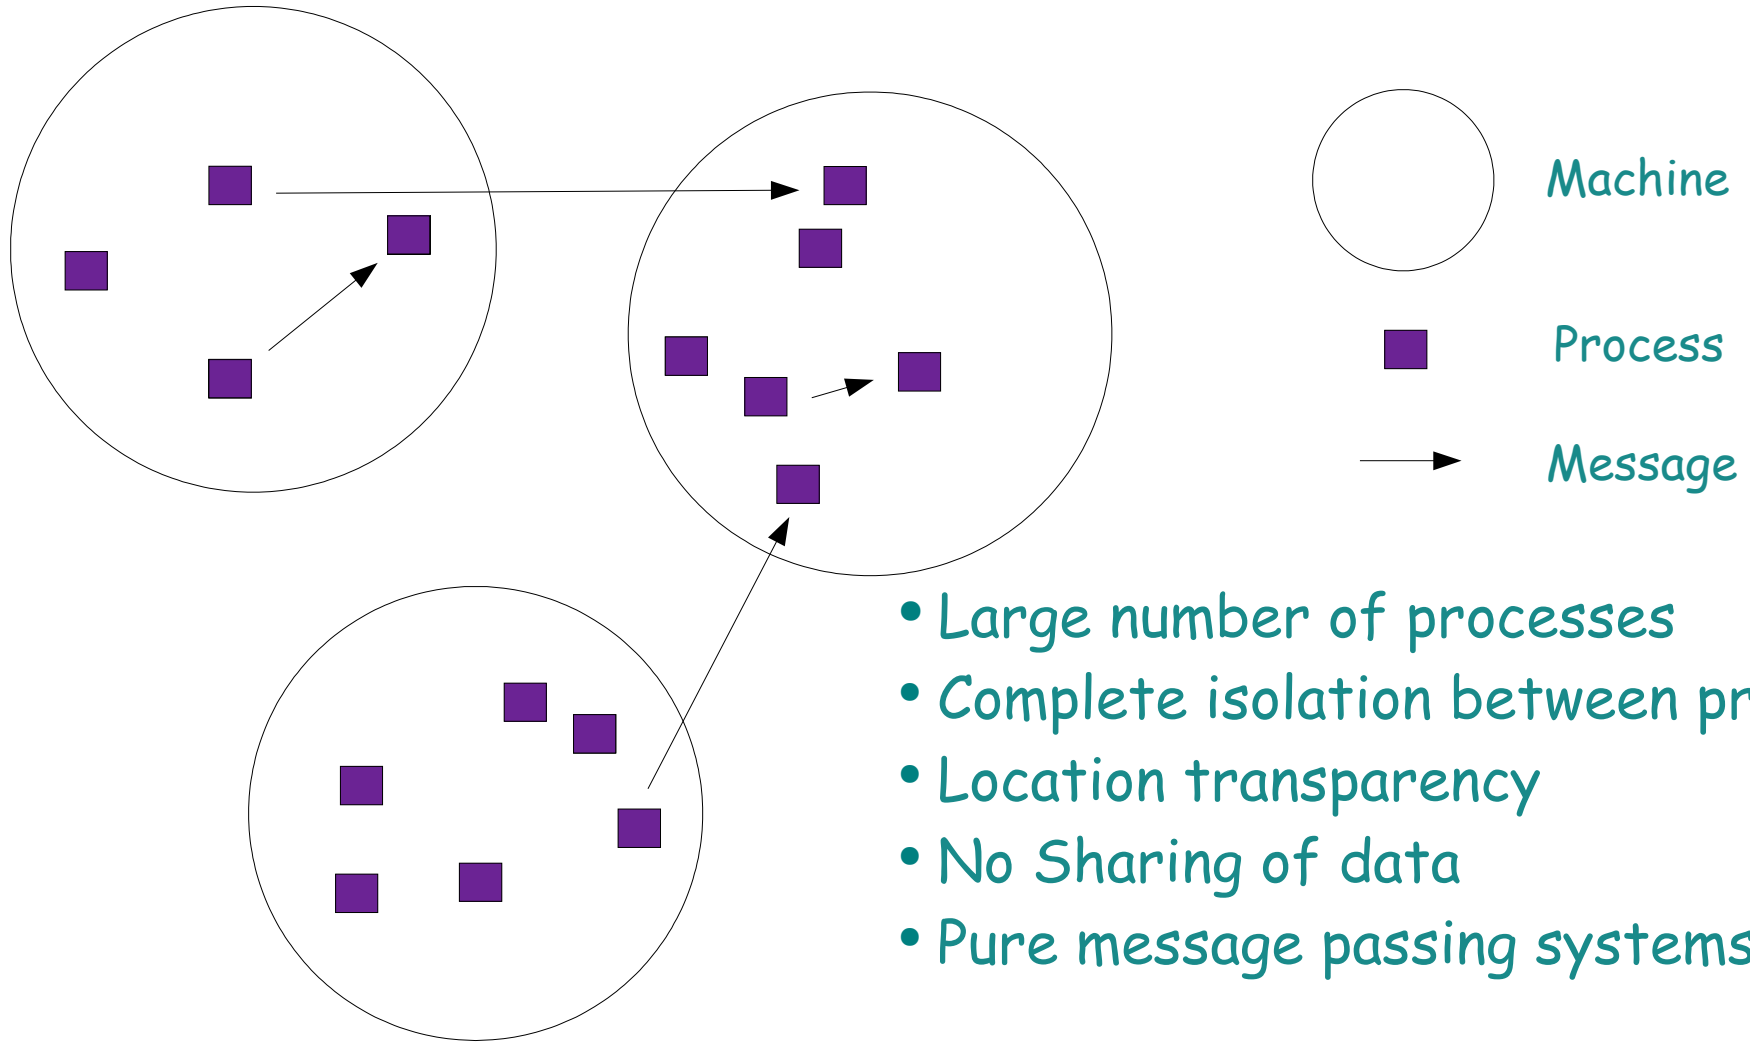 Machine
Process
Message
• Large number of processes
• Complete isolation between pr
• Location transparency
• No Sharing of data
• Pure message passing systems